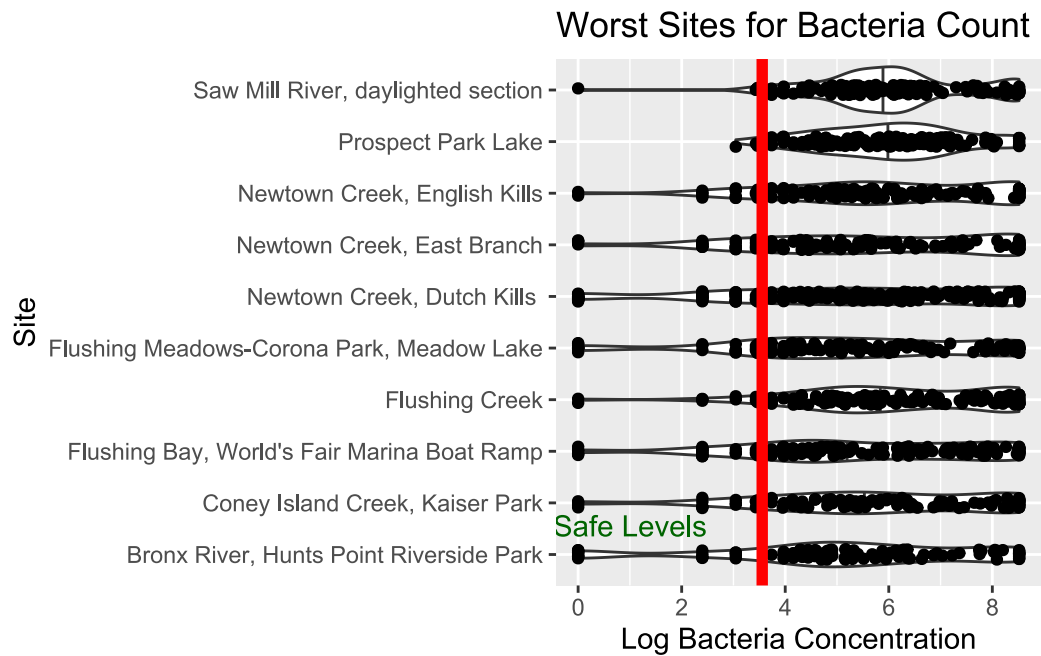 Worst Sites for Bacteria Count
Saw Mill River, daylighted section
Prospect Park Lake
Newtown Creek, English Kills
Newtown Creek, East Branch
Newtown Creek, Dutch Kills
Site
Flushing Meadows-Corona Park, Meadow Lake
Flushing Creek
Flushing Bay, World's Fair Marina Boat Ramp
Coney Island Creek, Kaiser Park
Safe Levels
Bronx River, Hunts Point Riverside Park
0 2 4 6 8
Log Bacteria Concentration